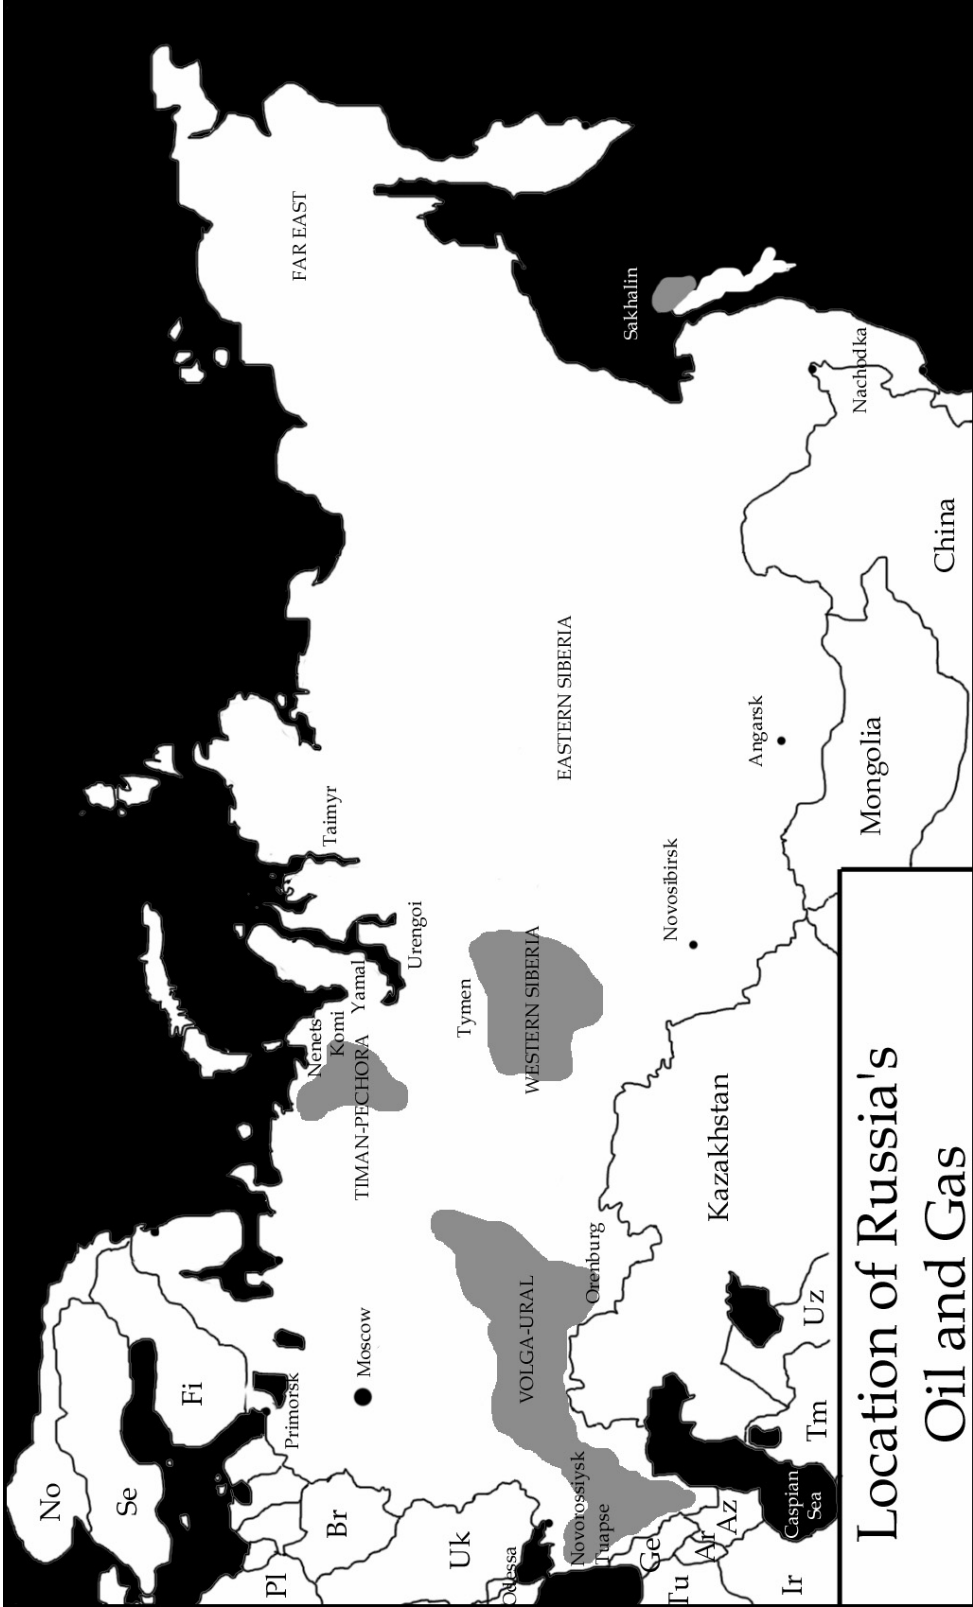 No
Se
Fi
Pl
Br
Uk
Odessa
Primorsk
Moscow
TIMAN-PECHORA
Nenets
Komi
Yamal
Urengoi
Taimyr
FAR EAST
Tymen
WESTERN SIBERIA
EASTERN SIBERIA
VOLGA-URAL
Orenburg
Novorossiysk
Tuapse
Ge
Tu
Ar
Az
Ir
Caspian
Sea
Tm
Uz
Kazakhstan
Novosibirsk
Angarsk
Mongolia
China
Nachodka
Sakhalin
Location of Russia's
Oil and Gas